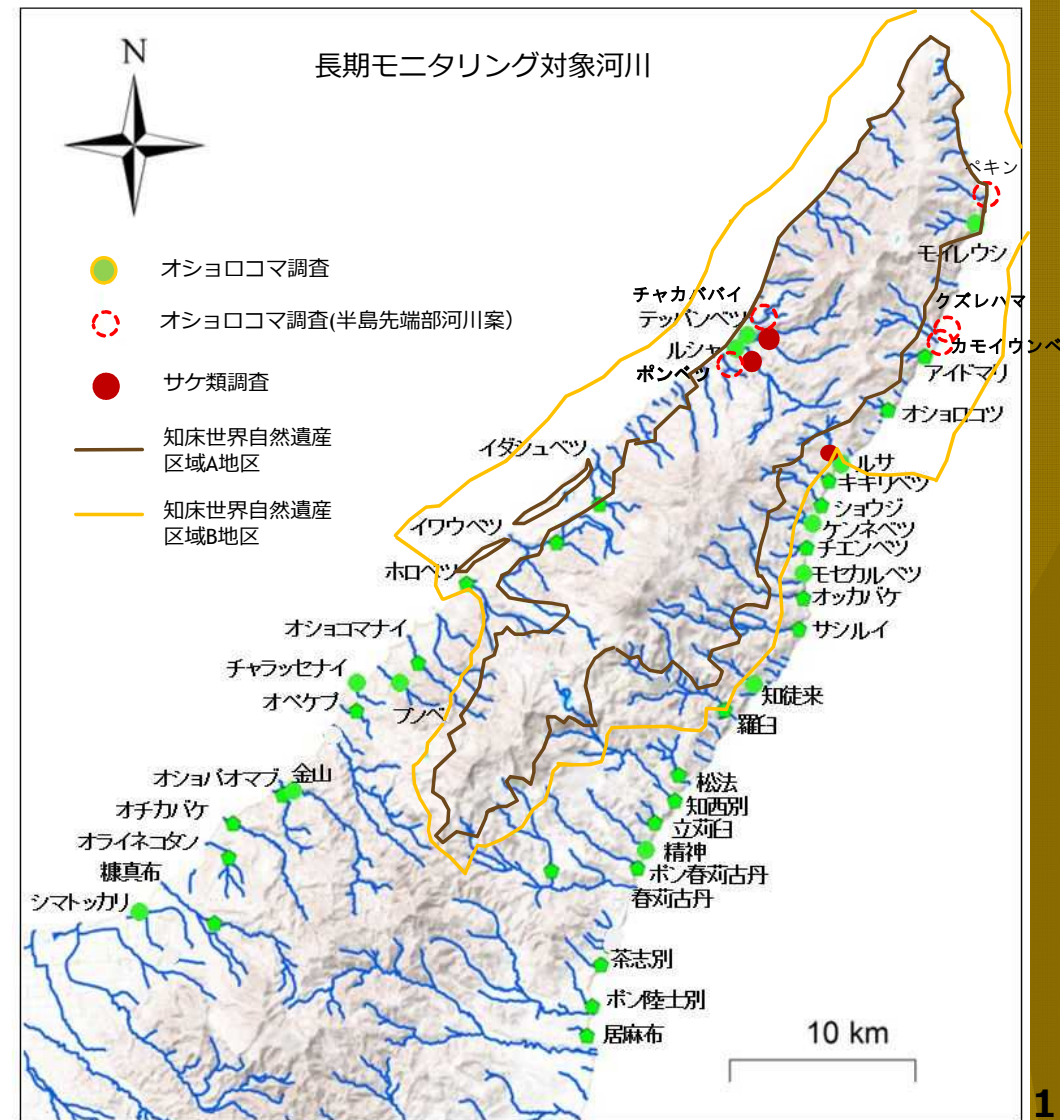 長期モニタリング対象河川
N
オショロコマ調査
オショロコマ調査(半島先端部河川案)
サケ類調査
知床世界自然遺産
区域A地区
知床世界自然遺産
区域B地区
ペキン
モイレウシ
クズレハマ
カモイウンベ
アイドマリ
オショロコツ
チャカババイ
テッパンベツ
ルシャ
ポンベツ
イダシュベツ
イワウベツ
ホロベツ
ルサ
キキリベツ
ショウジ
ケンネベツ
チエンベツ
モセカルベツ
オッカバケ
サシルイ
知徒来
羅臼
オショコマナイ
チャラッセナイ
オペケプ
プノベ
松法
知西別
立苅臼
精神
ポン春苅古丹
春苅古丹
オショパオマブ
金山
オチカバケ
オライネコタン
糠真布
シマトッカリ
茶志別
ポン陸士別
居麻布
10 km
1